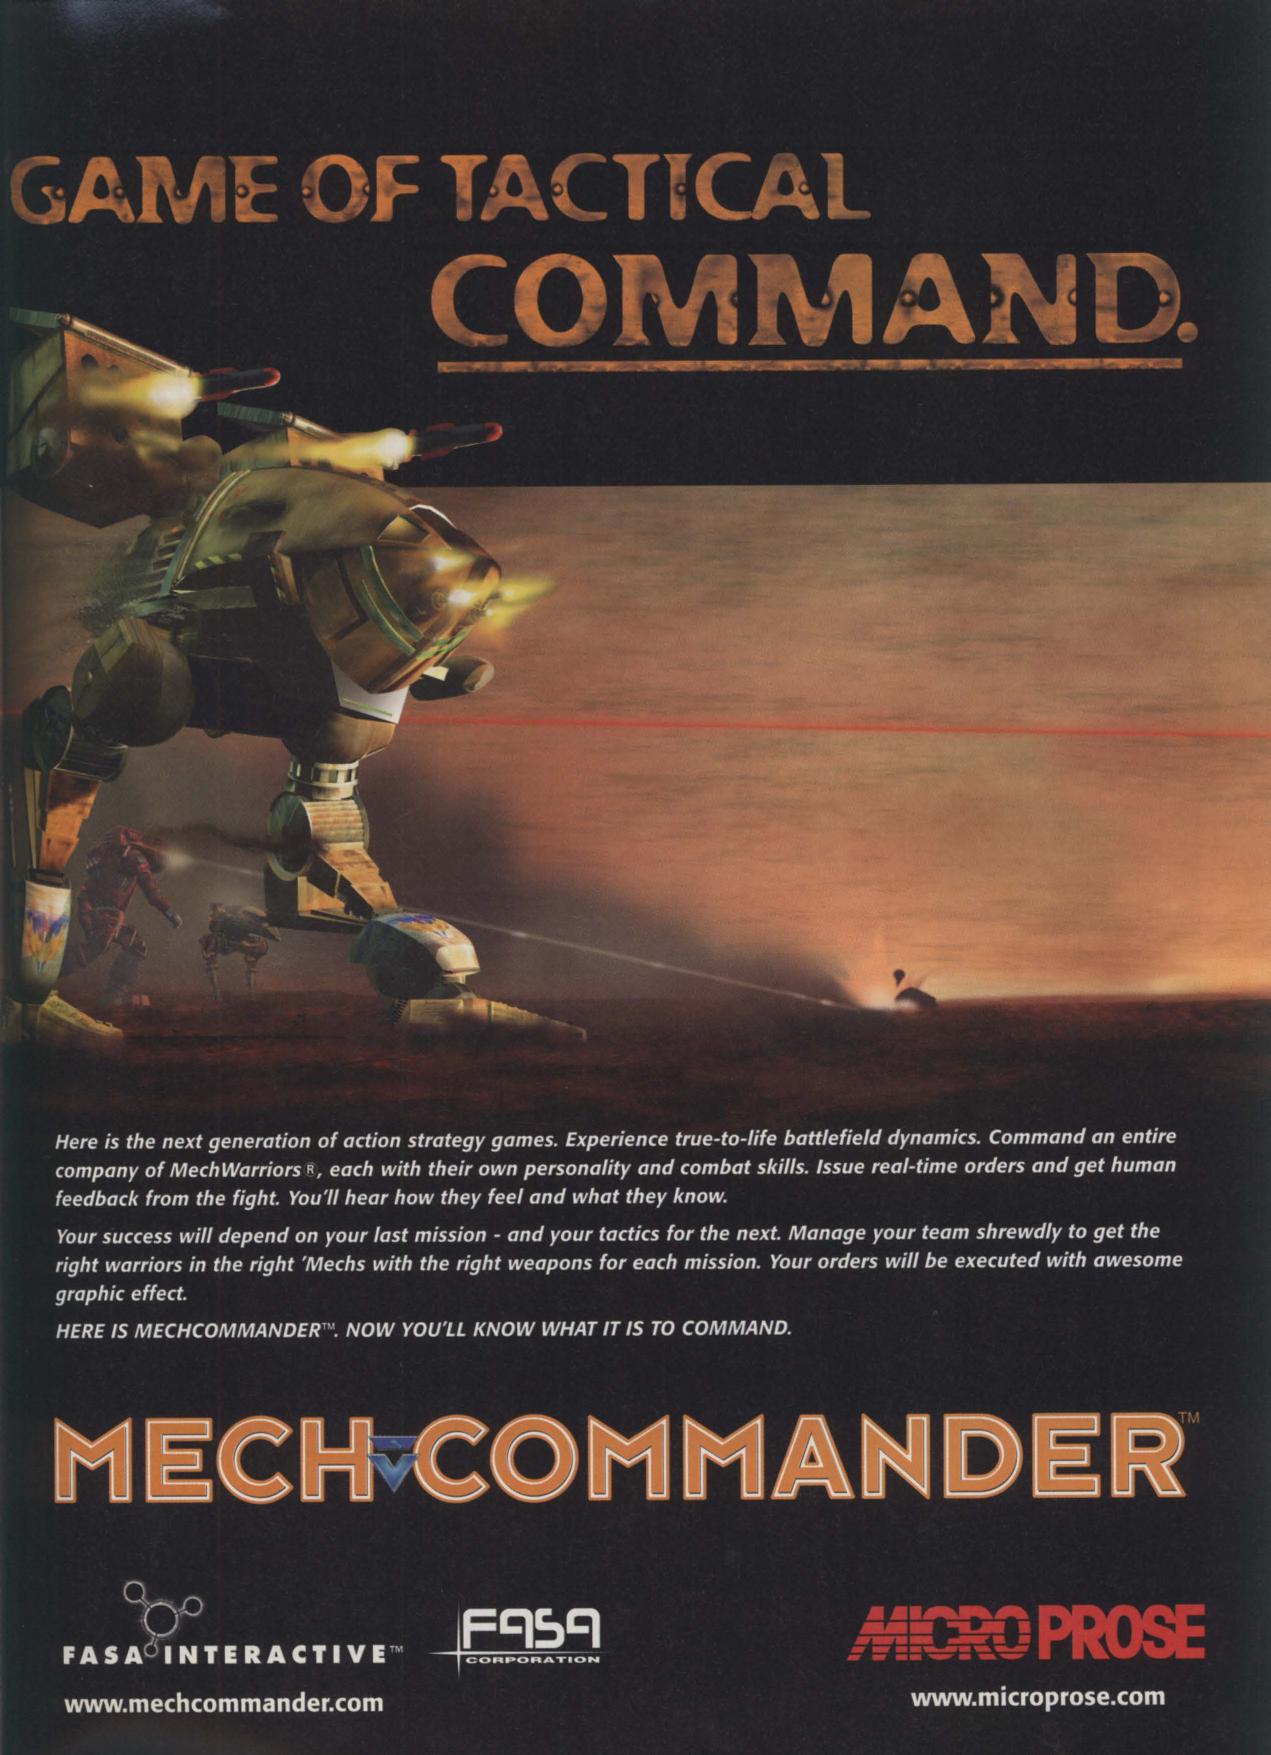 GAME OF TACTICAL
COMMAND.
Here is the next generation of action strategy games. Experience true-to-life battlefield dynamics. Command an entire
company of MechWarriors®, each with their own personality and combat skills. Issue real-time orders and get human
feedback from the fight. You'll hear how they feel and what they know.
Your success will depend on your last mission - and your tactics for the next. Manage your team shrewdly to get the
right warriors in the right 'Mechs with the right weapons for each mission. Your orders will be executed with awesome
graphic effect.
HERE IS MECHCOMMANDER™. NOW YOU'LL KNOW WHAT IT IS TO COMMAND.
MECHCOMMANDER™
FASA INTERACTIVE™
FASA
CORPORATION
MICROPROSE
www.mechcommander.com
www.microprose.com